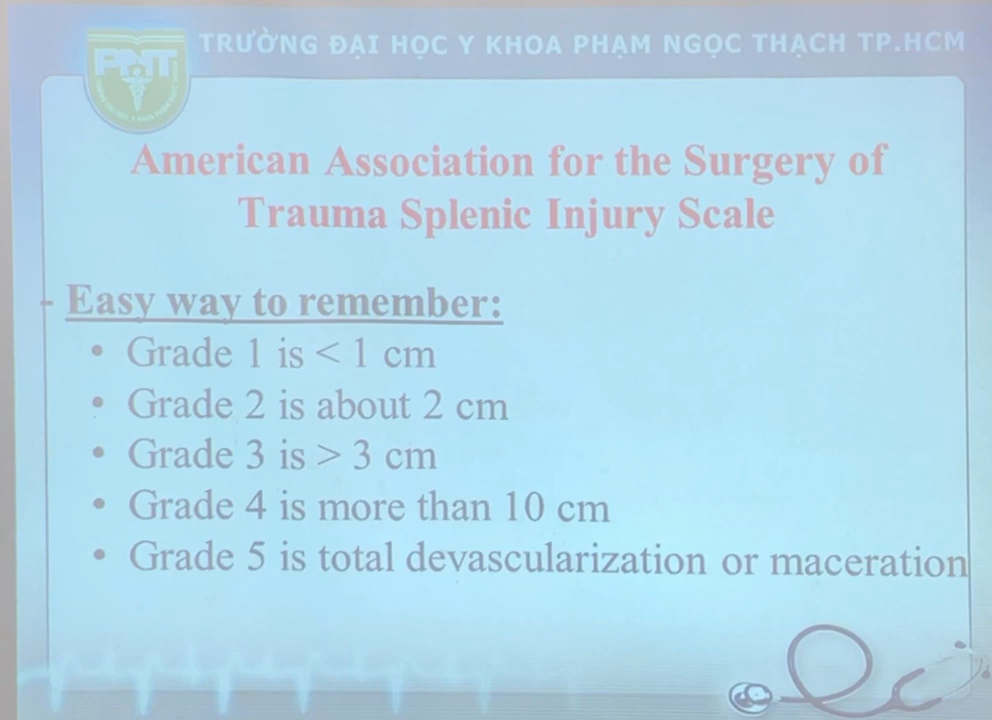 TRƯỜNG ĐẠI HỌC Y KHOA PHẠM NGỌC THẠCH TP.HCM
PNT
American Association for the Surgery of
Trauma Splenic Injury Scale
- Easy way to remember:
• Grade 1 is < 1 cm
• Grade 2 is about 2 cm
• Grade 3 is > 3 cm
• Grade 4 is more than 10 cm
• Grade 5 is total devascularization or maceration